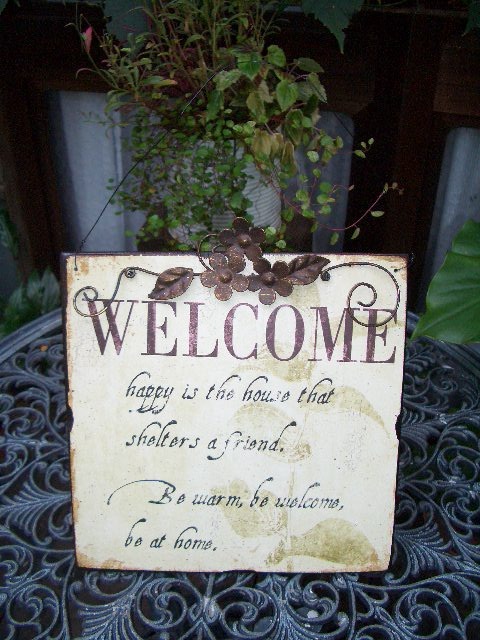 WELCOME
happy is the house that
shelters a friend.
Be warm, be welcome,
be at home.